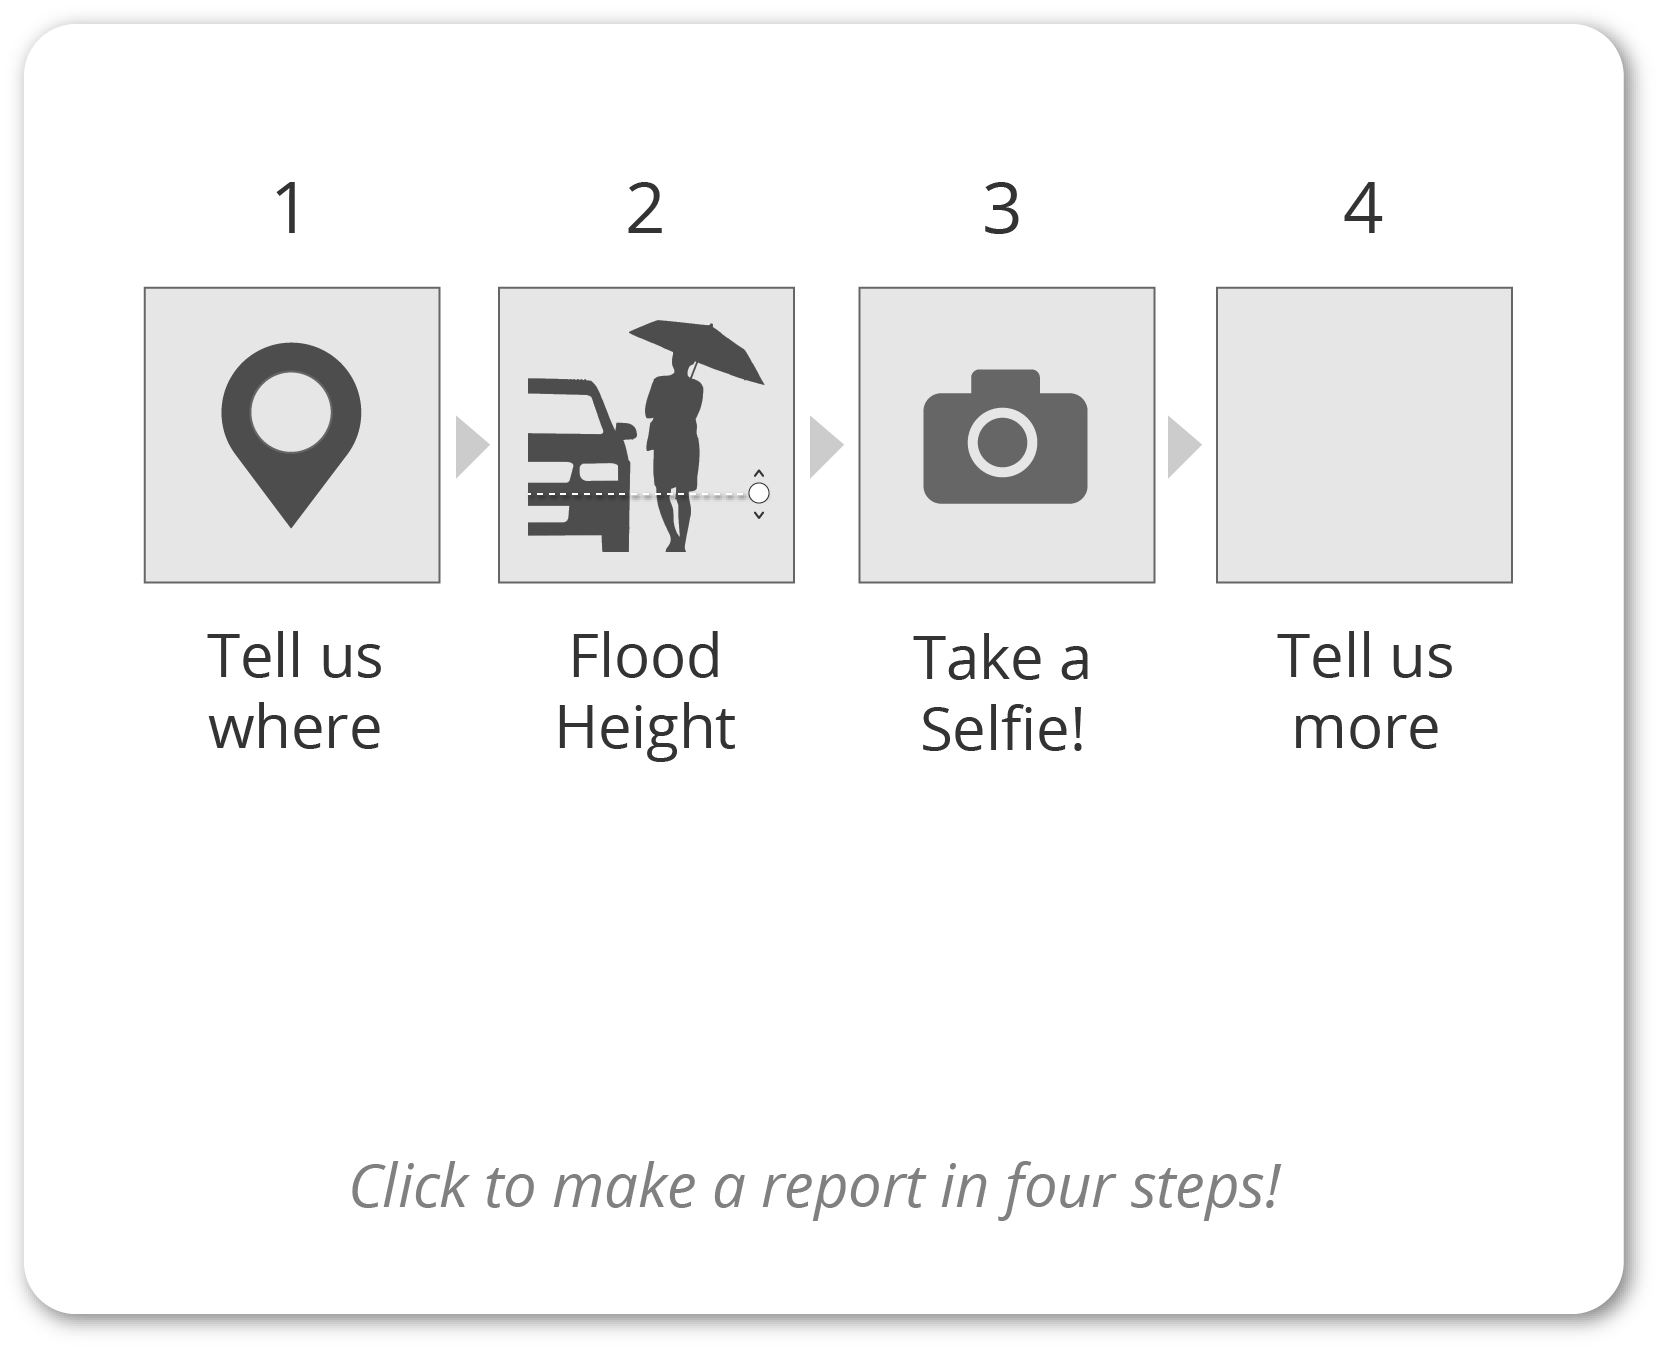 1
2
3
4
Tell us
where
Flood
Height
Take a
Selfie!
Tell us
more
Click to make a report in four steps!